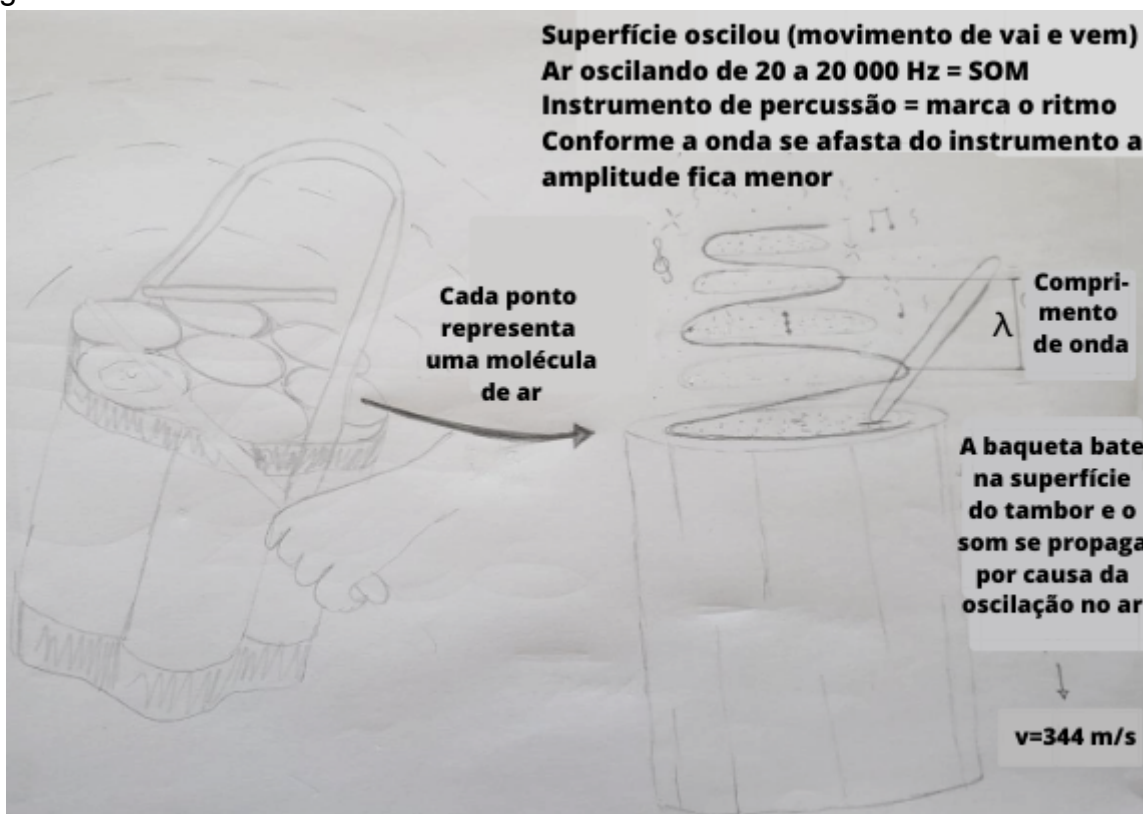 Superfície oscilou (movimento de vai e vem)
Ar oscilando de 20 a 20 000 Hz = SOM
Instrumento de percussão = marca o ritmo
Conforme a onda se afasta do instrumento a
amplitude fica menor
Cada ponto
representa
uma molécula
de ar
Compri-
mento
de onda
λ
A baqueta bate
na superfície
do tambor e o
som se propaga
por causa da
oscilação no ar
v=344 m/s